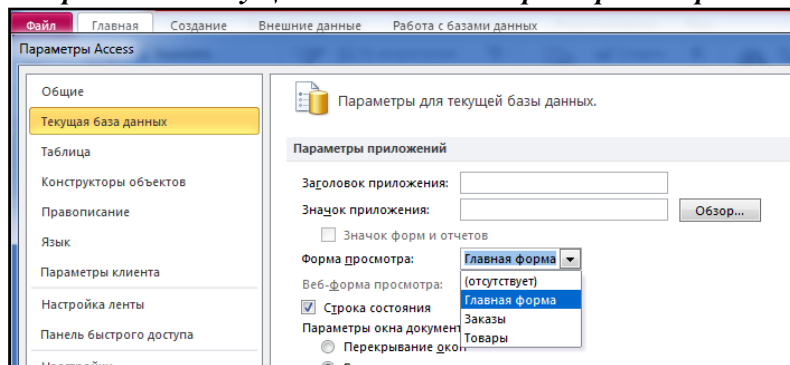 Файл Главная Создание Внешние данные Работа с базами данных
Параметры Access
Общие
Текущая база данных
Таблица
Конструкторы объектов
Правописание
Язык
Параметры клиента
Настройка ленты
Панель быстрого доступа
Параметры для текущей базы данных.
Параметры приложений
Заголовок приложения:
Значок приложения: Обзор...
Значок форм и отчетов
Форма просмотра: Главная форма
(отсутствует)
Главная форма
Заказы
Товары
Веб-форма просмотра:
Строка состояния
Параметры окна документ
Перекрывание окон